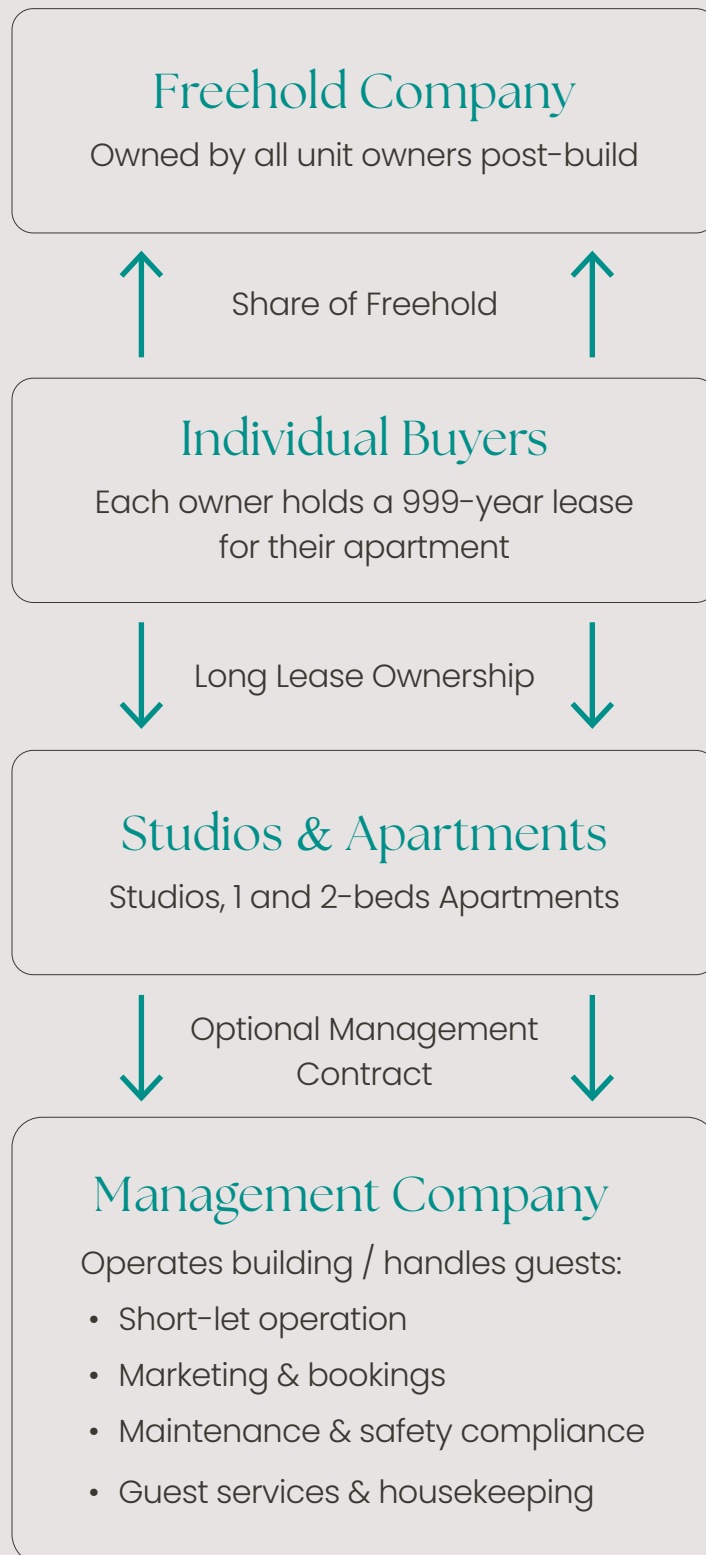 Freehold Company
Owned by all unit owners post-build
Share of Freehold
Individual Buyers
Each owner holds a 999-year lease
for their apartment
Long Lease Ownership
Studios & Apartments
Studios, 1 and 2-beds Apartments
Optional Management
Contract
Management Company
Operates building / handles guests:
• Short-let operation
• Marketing & bookings
• Maintenance & safety compliance
• Guest services & housekeeping